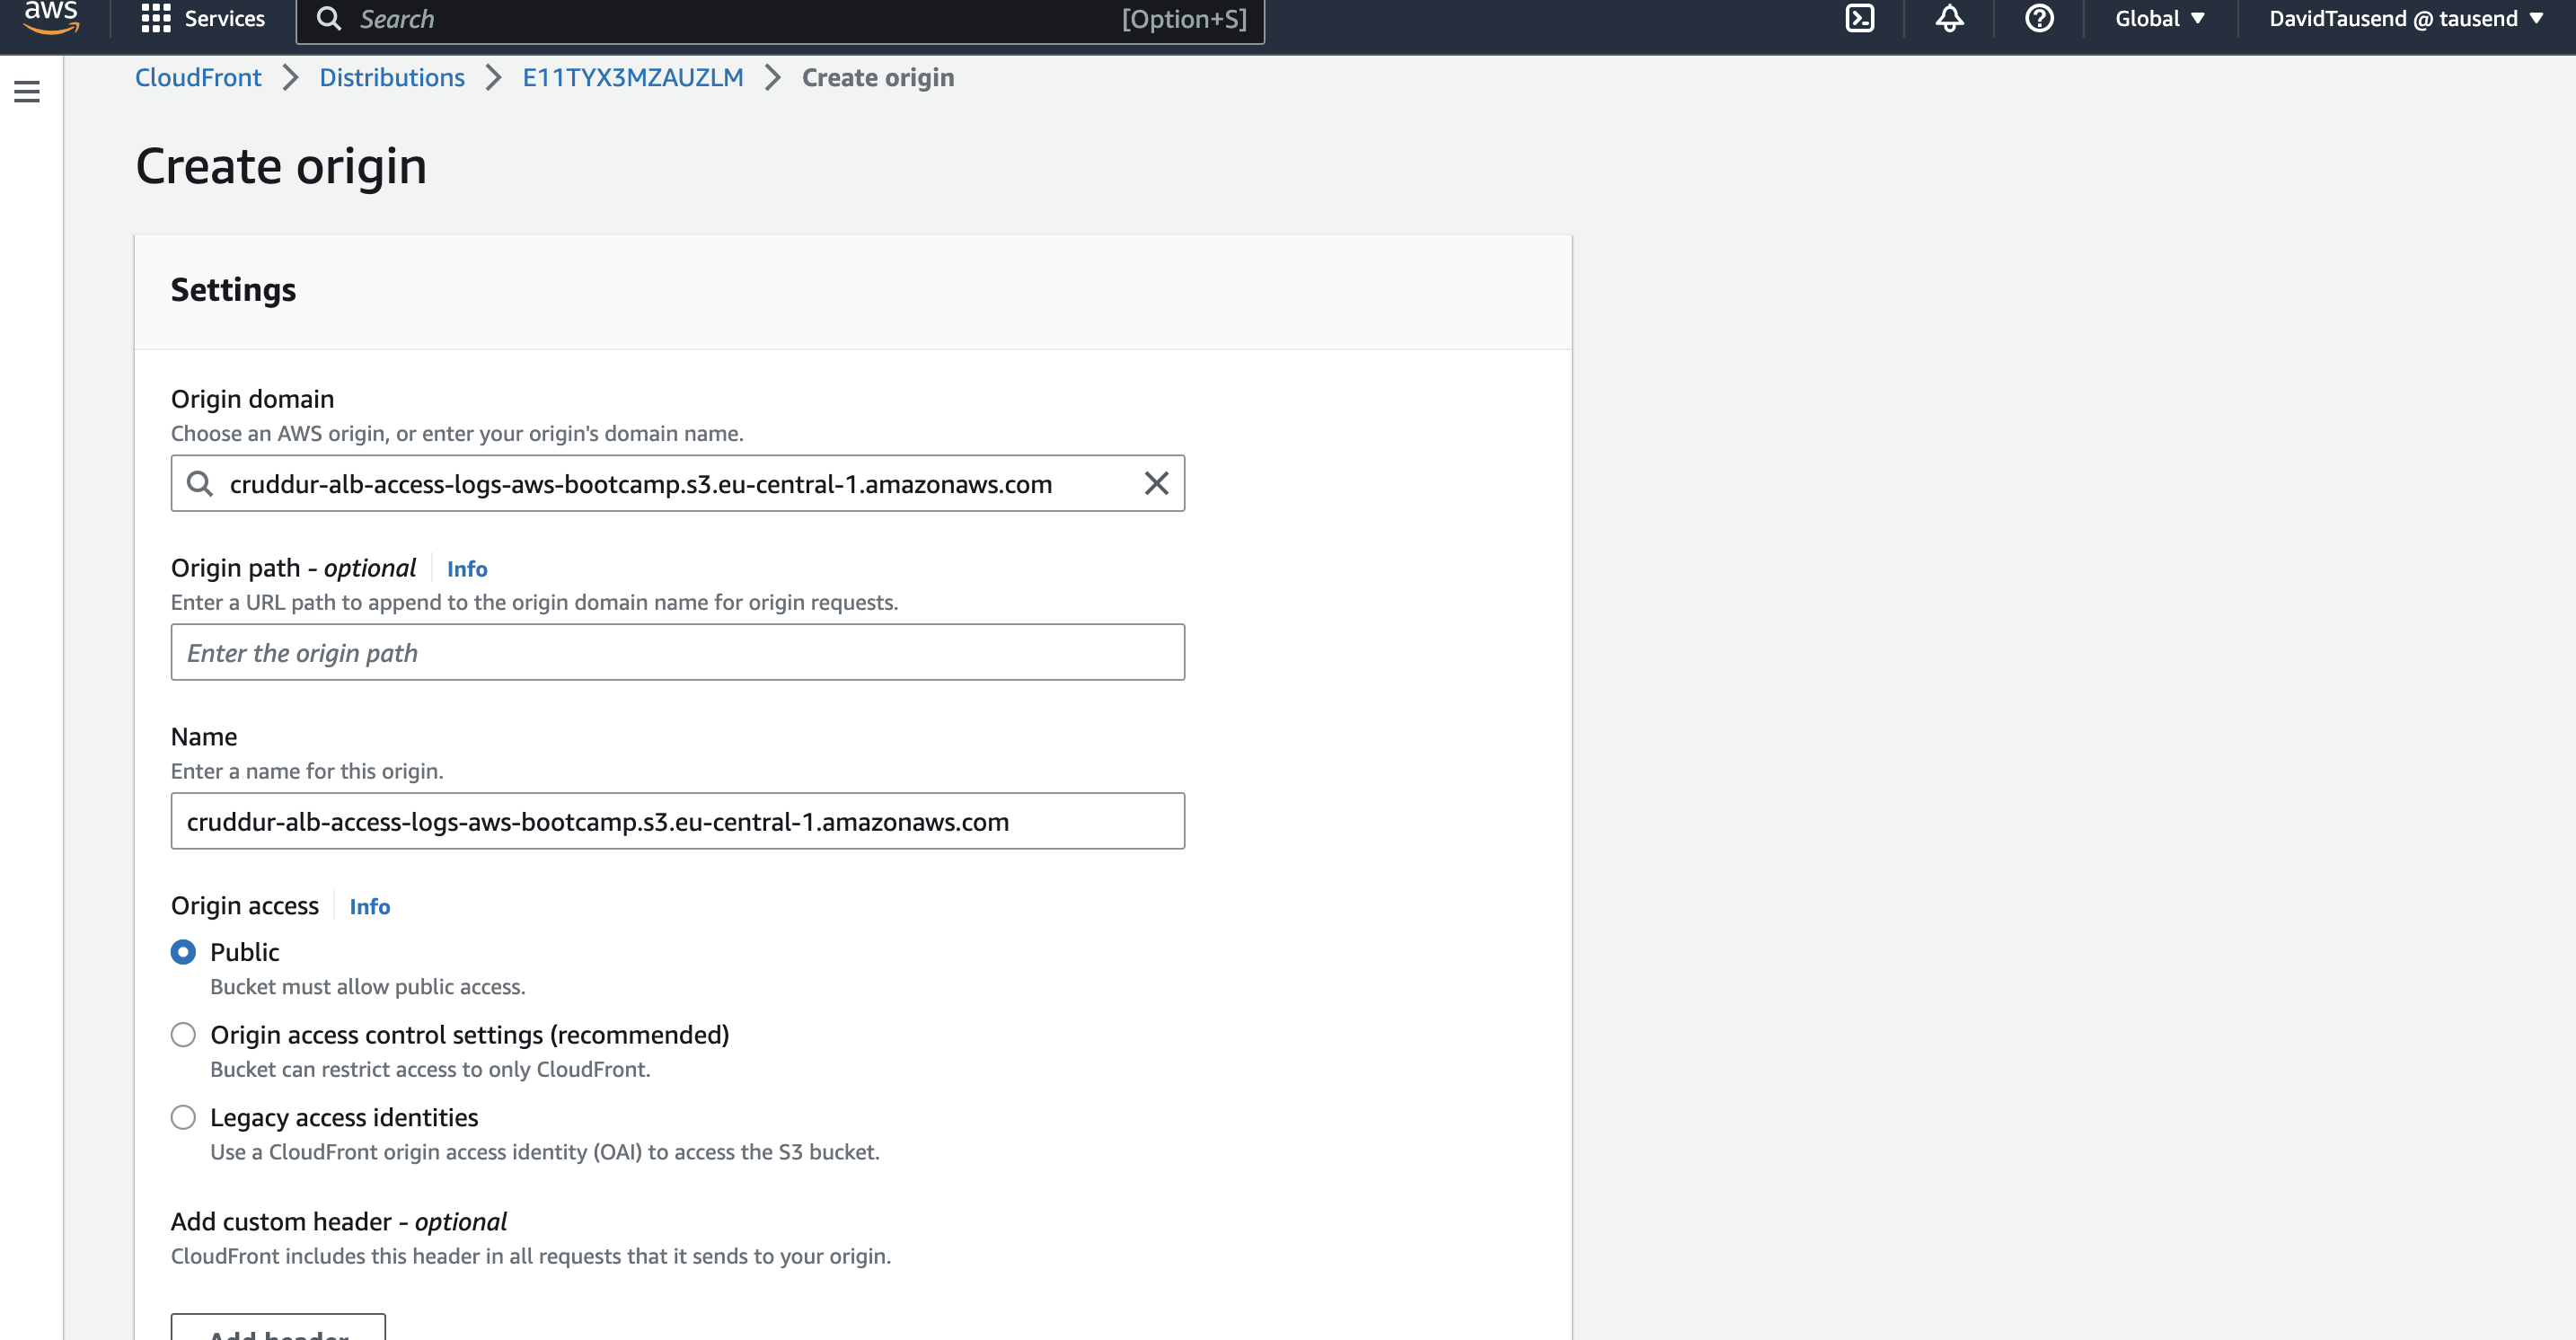 aws
Services
Search
[Option+S]
Global
DavidTausend @ tausend
CloudFront
Distributions
E11TYX3MZAUZLM
Create origin
Create origin
Settings
Origin domain
Choose an AWS origin, or enter your origin's domain name.
cruddur-alb-access-logs-aws-bootcamp.s3.eu-central-1.amazonaws.com
Origin path - optional
Info
Enter a URL path to append to the origin domain name for origin requests.
Enter the origin path
Name
Enter a name for this origin.
cruddur-alb-access-logs-aws-bootcamp.s3.eu-central-1.amazonaws.com
Origin access
Info
Public
Bucket must allow public access.
Origin access control settings (recommended)
Bucket can restrict access to only CloudFront.
Legacy access identities
Use a CloudFront origin access identity (OAI) to access the S3 bucket.
Add custom header - optional
CloudFront includes this header in all requests that it sends to your origin.
Add header